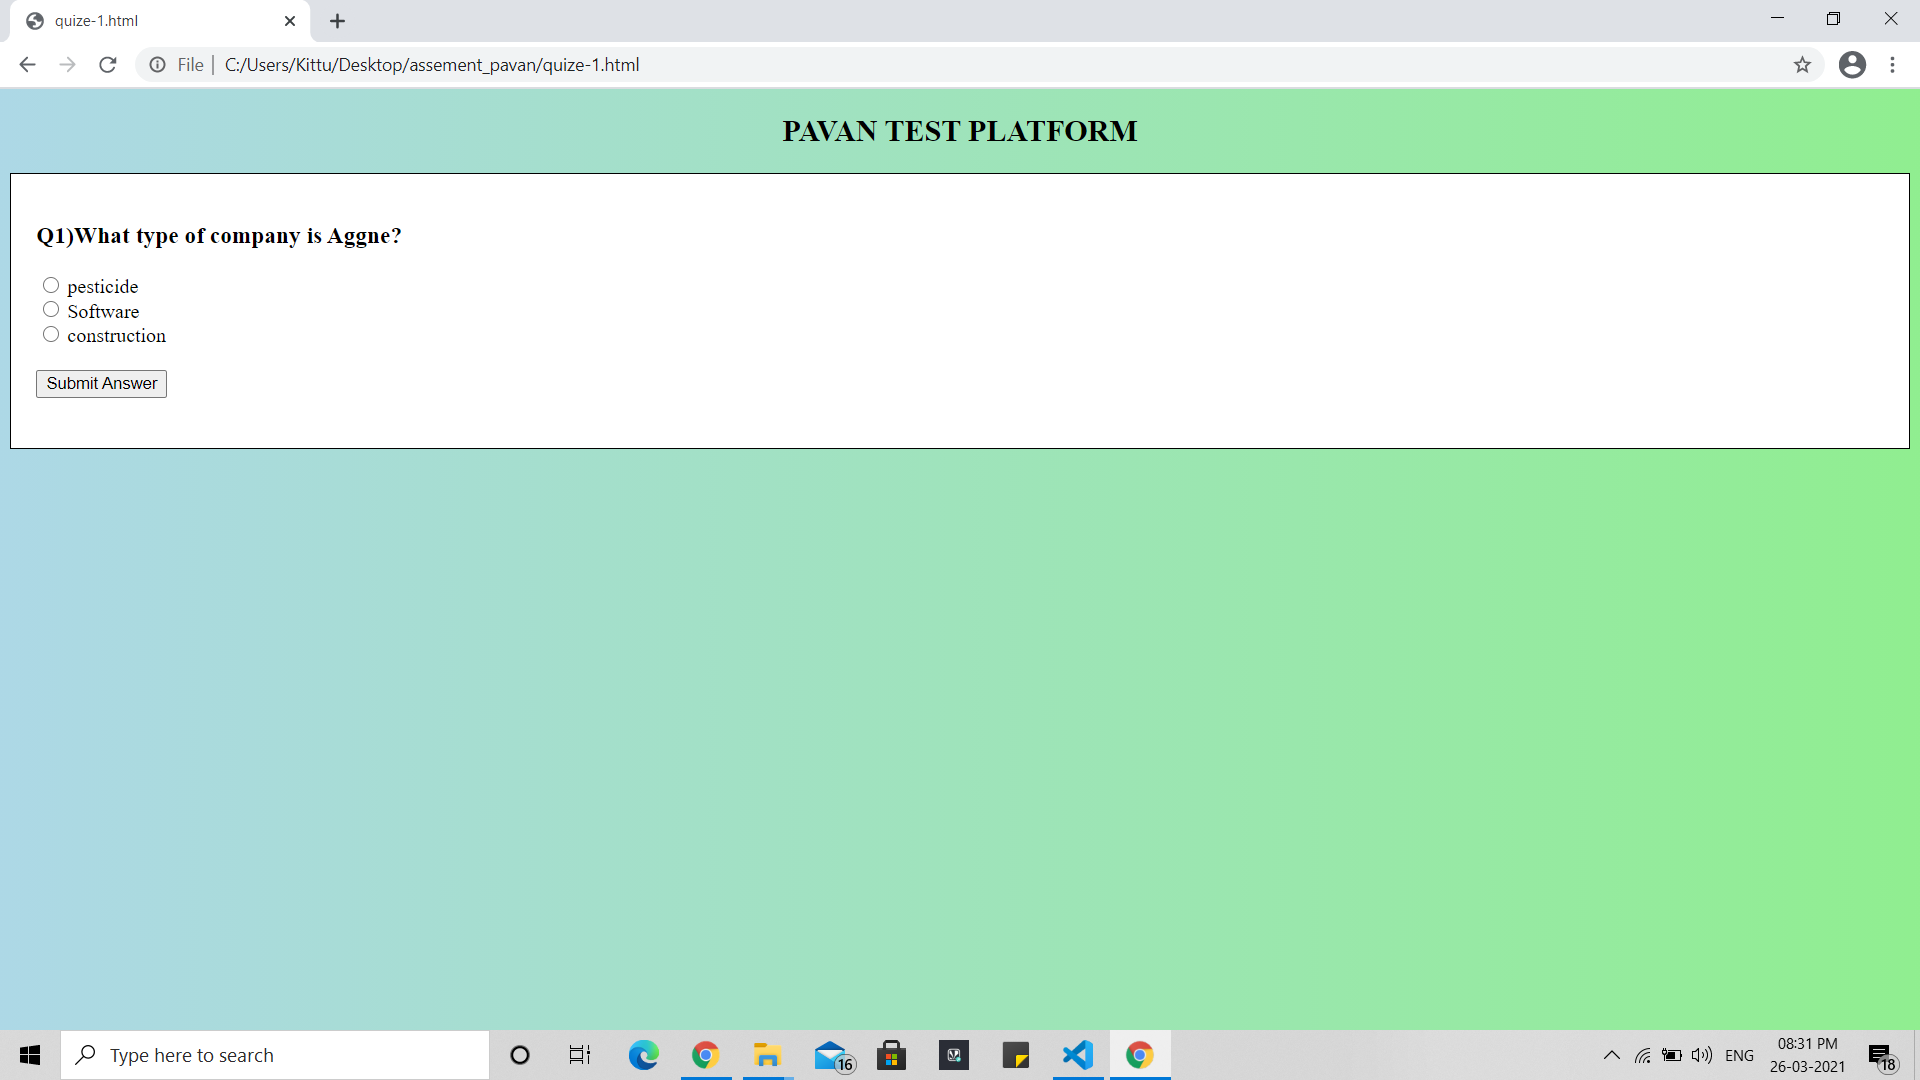 quize-1.html
File | C:/Users/Kittu/Desktop/assement_pavan/quize-1.html
PAVAN TEST PLATFORM
Q1)What type of company is Aggne?
pesticide
Software
construction
Submit Answer
Type here to search
16
ENG
08:31 PM
26-03-2021
18